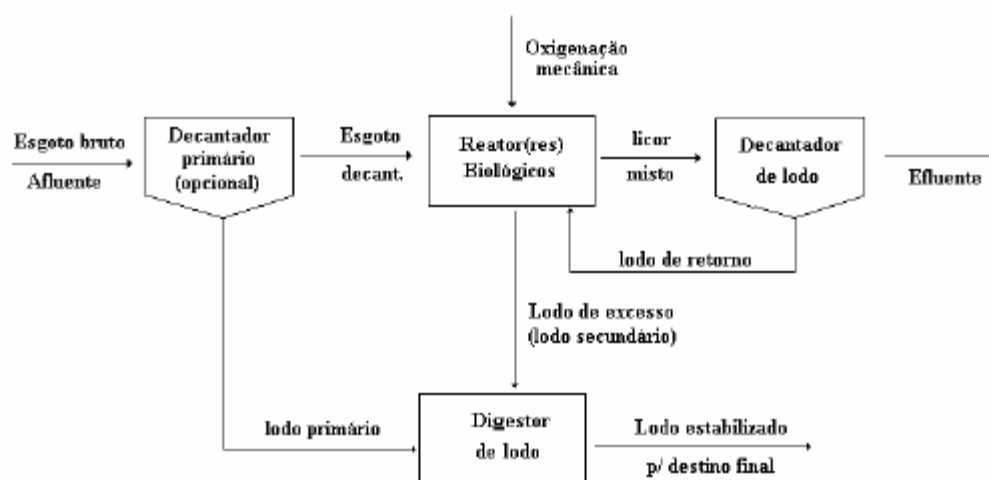 Oxigenação
mecânica
Esgoto bruto
Afluente
Decantador
primário
(opcional)
Esgoto
decant.
Reator(res)
Biológicos
licor
misto
Decantador
de lodo
Efluente
lodo de retorno
Lodo de excesso
(lodo secundário)
lodo primário
Digestor
de lodo
Lodo estabilizado
p/ destino final